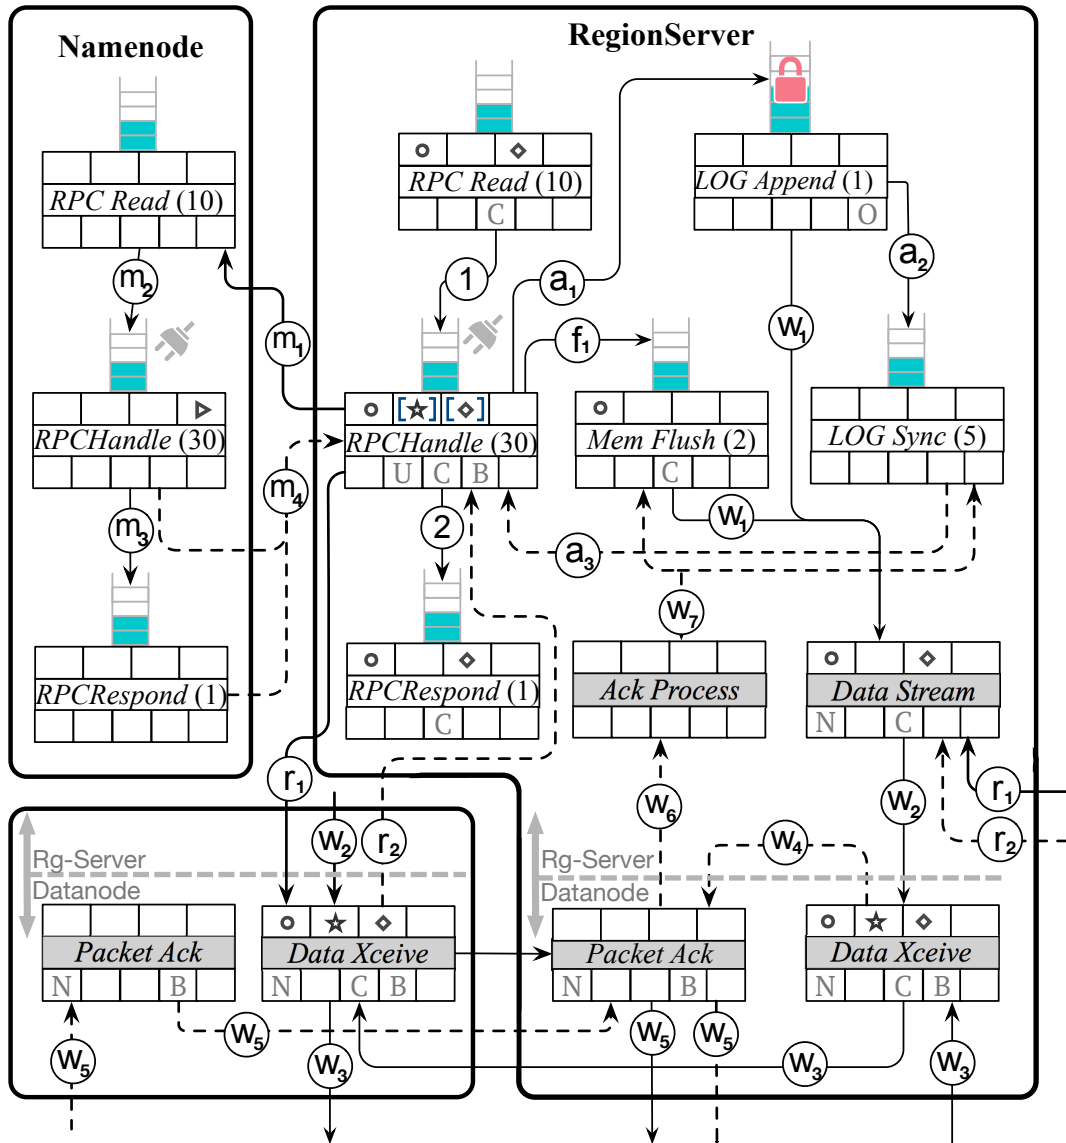 Namenode
RegionServer
RPC Read (10)
RPC Read (10)
LOG Append (1)
C
O
m2
1
a1
a2
m1
f1
w1
RPCHandle (30)
RPCHandle (30)
Mem Flush (2)
LOG Sync (5)
U C B
C
m4
w1
m3
2
a3
w7
RPCRespond (1)
RPCRespond (1)
Ack Process
Data Stream
C
N C
r1
w6
w2
r1
w2
r2
w4
r2
Rg-Server
Rg-Server
Datanode
Datanode
Packet Ack
Data Xceive
Packet Ack
Data Xceive
N B
N C B
N B
N C B
w5
w5
w5
w5
w3
w3
w3